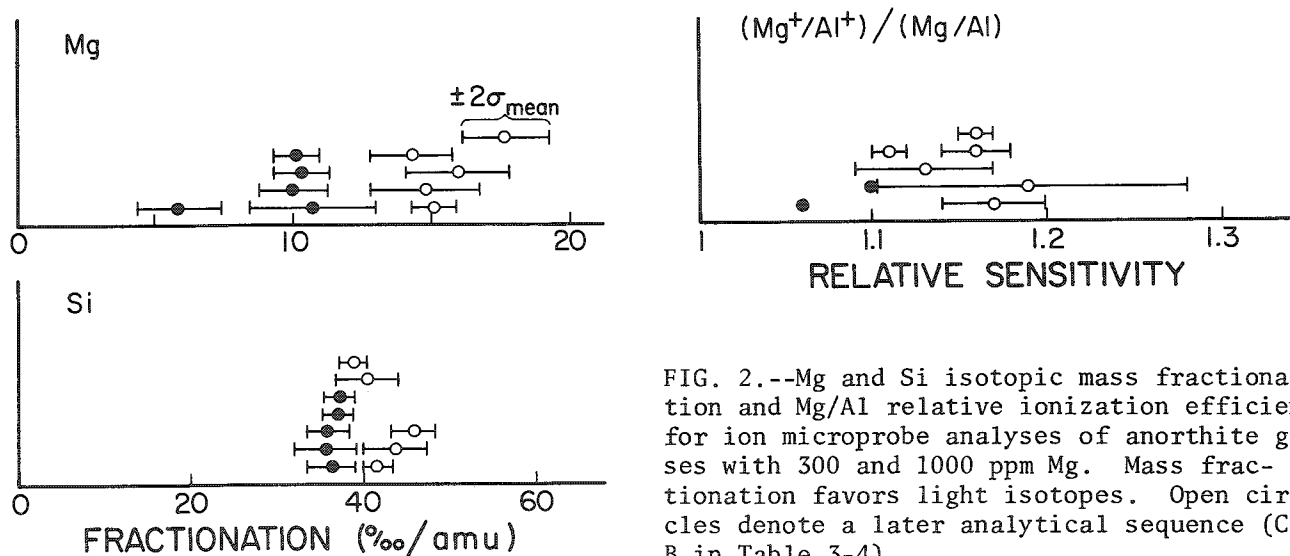 Mg
±2σmean
0
10
20
Si
0
20
40
60
FRACTIONATION (‰/amu)
(Mg+/Al+)/(Mg/Al)
1
1.1
1.2
1.3
RELATIVE SENSITIVITY
FIG. 2.--Mg and Si isotopic mass fractiona
tion and Mg/Al relative ionization efficien
for ion microprobe analyses of anorthite g
ses with 300 and 1000 ppm Mg. Mass frac-
tionation favors light isotopes. Open cir
cles denote a later analytical sequence (C
B in Table 3-4)